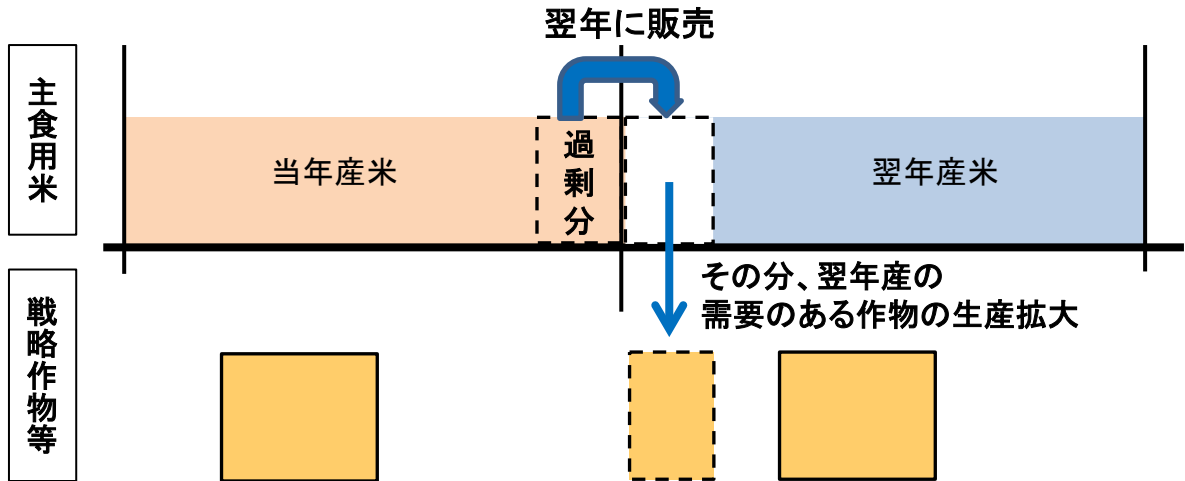 翌年に販売
主食用米
当年産米
過剰分
翌年産米
その分、翌年産の
需要のある作物の生産拡大
戦略作物等